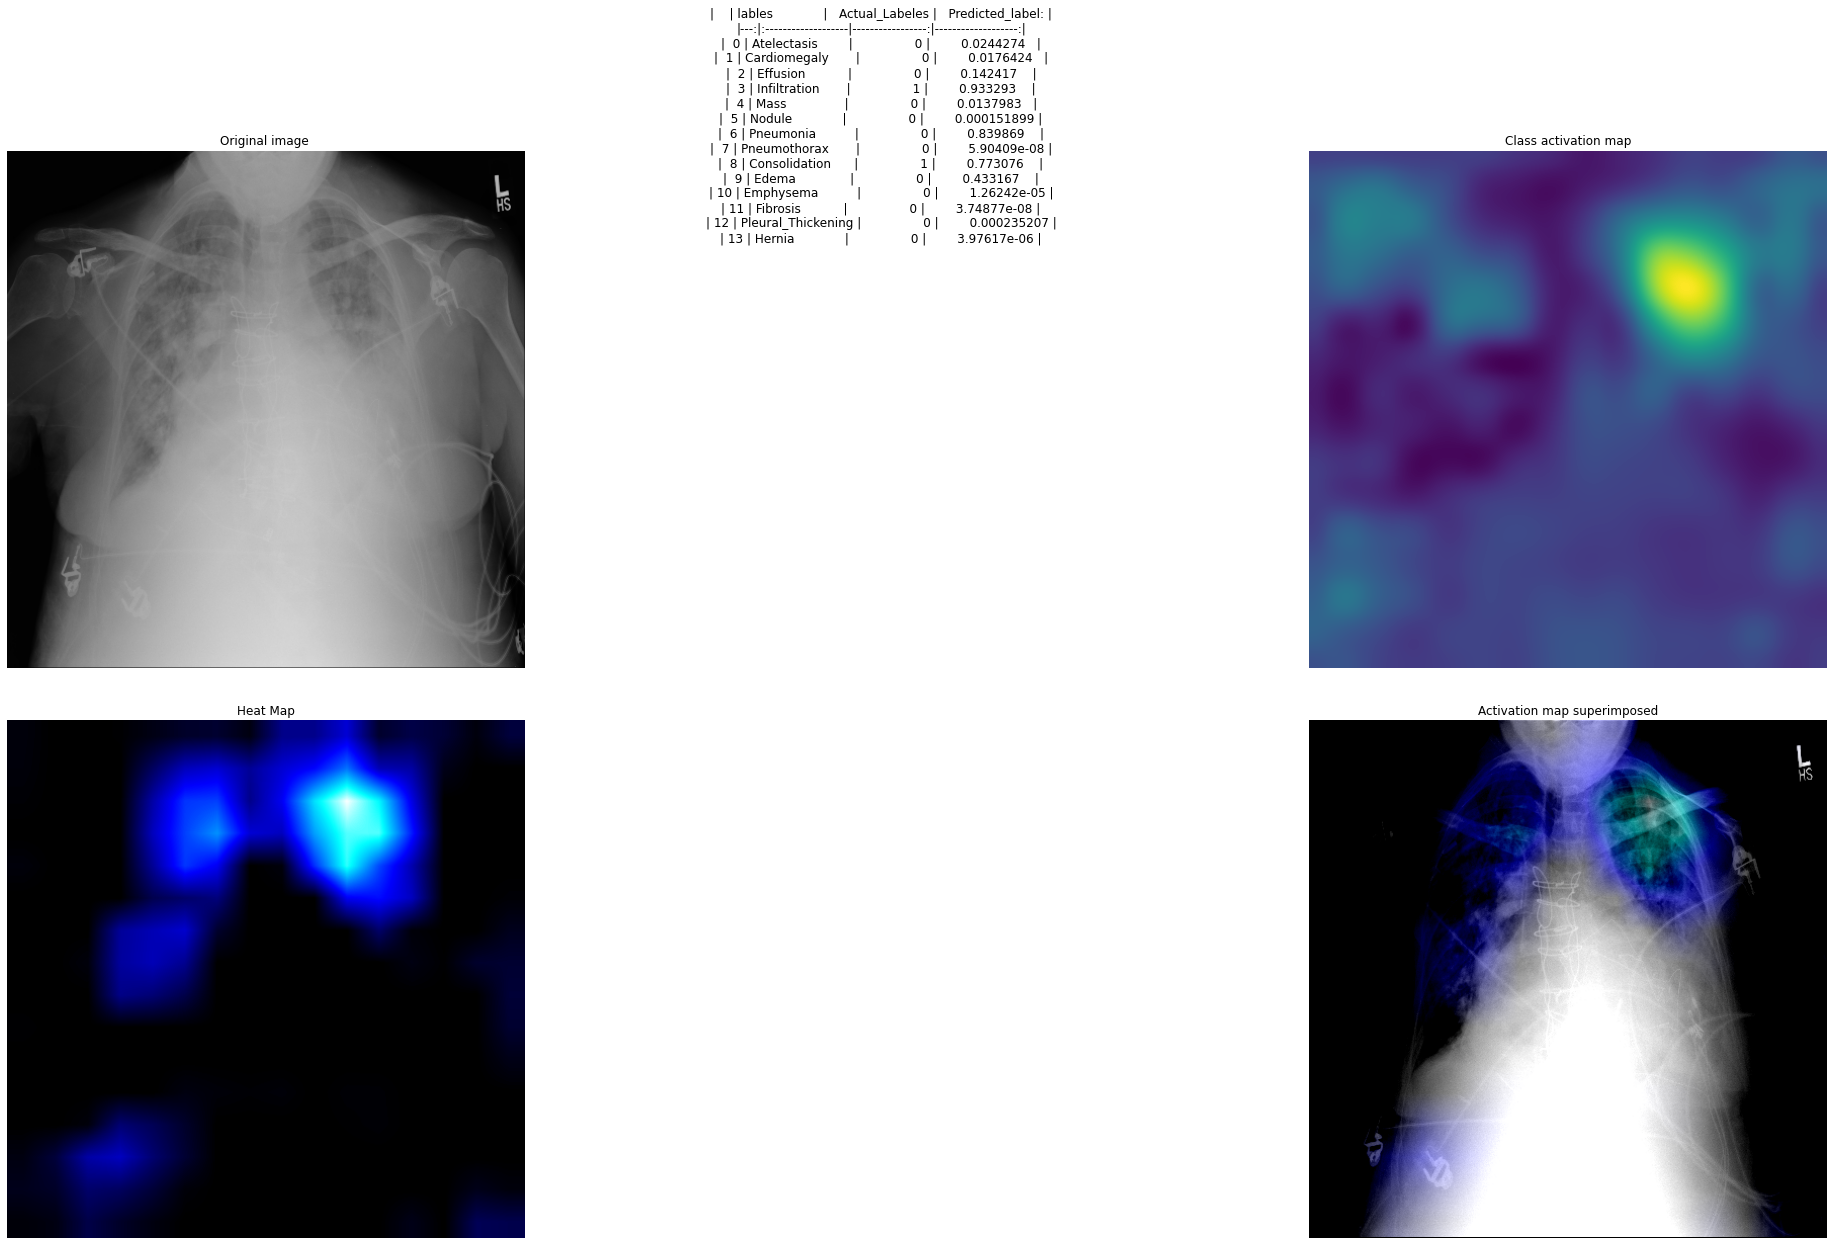 |    | lables             |   Actual_Labeles |   Predicted_label: |
|---:|:-------------------|-----------------:|-------------------:|
|  0 | Atelectasis        |                0 |        0.0244274   |
|  1 | Cardiomegaly       |                0 |        0.0176424   |
|  2 | Effusion           |                0 |        0.142417    |
|  3 | Infiltration       |                1 |        0.933293    |
|  4 | Mass               |                0 |        0.0137983   |
|  5 | Nodule             |                0 |        0.000151899 |
|  6 | Pneumonia          |                0 |        0.839869    |
|  7 | Pneumothorax       |                0 |        5.90409e-08 |
|  8 | Consolidation      |                1 |        0.773076    |
|  9 | Edema              |                0 |        0.433167    |
| 10 | Emphysema          |                0 |        1.26242e-05 |
| 11 | Fibrosis           |                0 |        3.74877e-08 |
| 12 | Pleural_Thickening |                0 |        0.000235207 |
| 13 | Hernia             |                0 |        3.97617e-06 |
Original image
L
HS
Class activation map
Heat Map
Activation map superimposed
L
HS